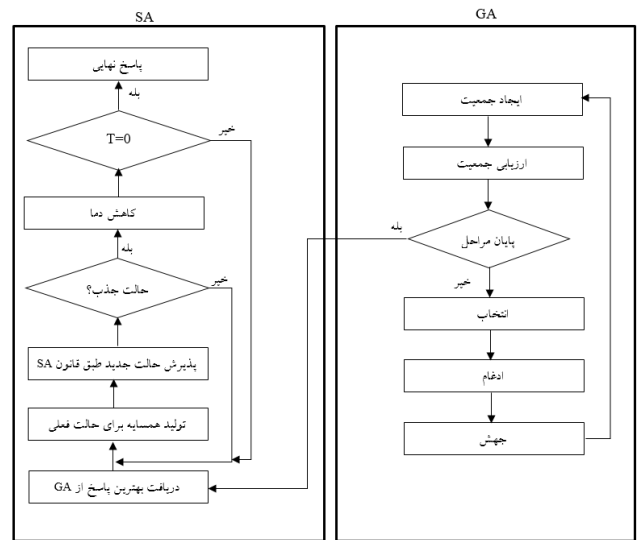 SA
GA
پاسخ نهایی
بله
T=0
خیر
کاهش دما
بله
حالت جذب؟
خیر
پذیرش حالت جدید طبق قانون SA
تولید همسایه برای حالت فعلی
دریافت بهترین پاسخ از GA
ایجاد جمعیت
ارزیابی جمعیت
پایان مراحل
بله
خیر
انتخاب
ادغام
جهش